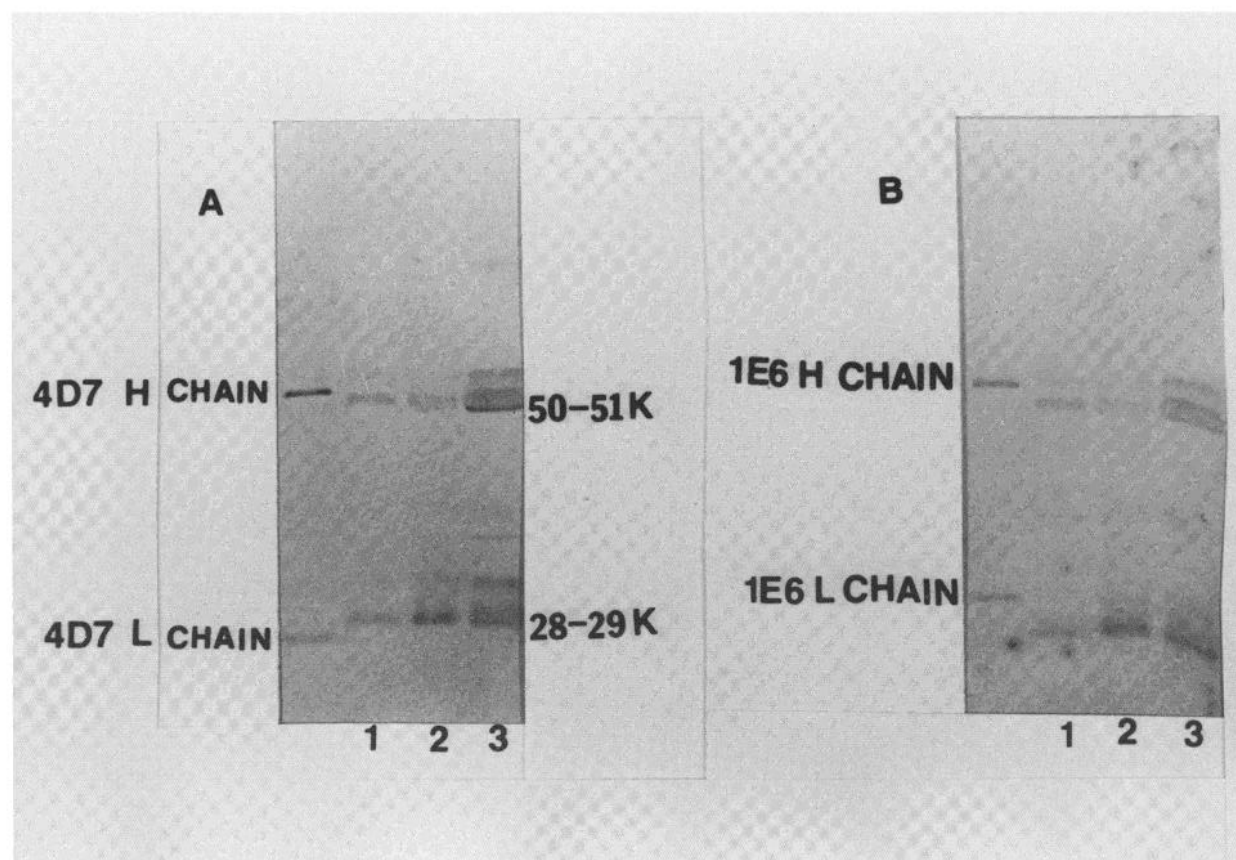 A
4D7 H CHAIN
50-51K
4D7 L CHAIN
28-29K
1 2 3
B
1E6 H CHAIN
1E6 L CHAIN
1 2 3